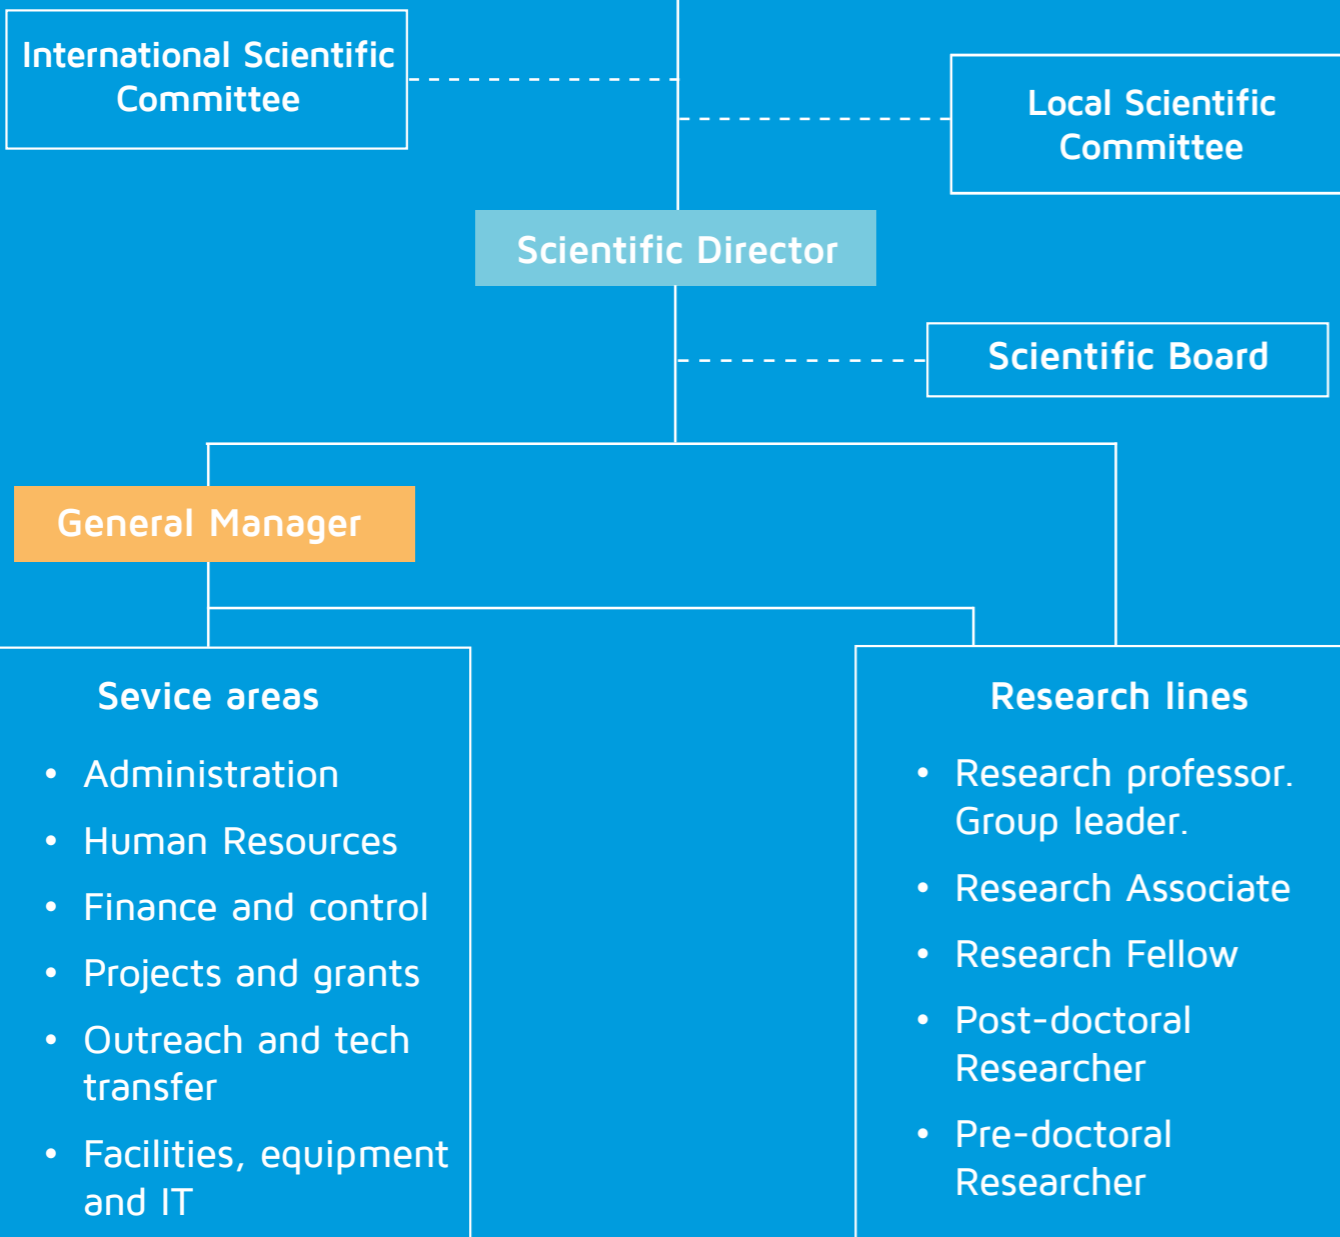 International Scientific
Committee
Local Scientific
Committee
Scientific Director
Scientific Board
General Manager
Sevice areas
• Administration
• Human Resources
• Finance and control
• Projects and grants
• Outreach and tech
transfer
• Facilities, equipment
and IT
Research lines
• Research professor.
Group leader.
• Research Associate
• Research Fellow
• Post-doctoral
Researcher
• Pre-doctoral
Researcher